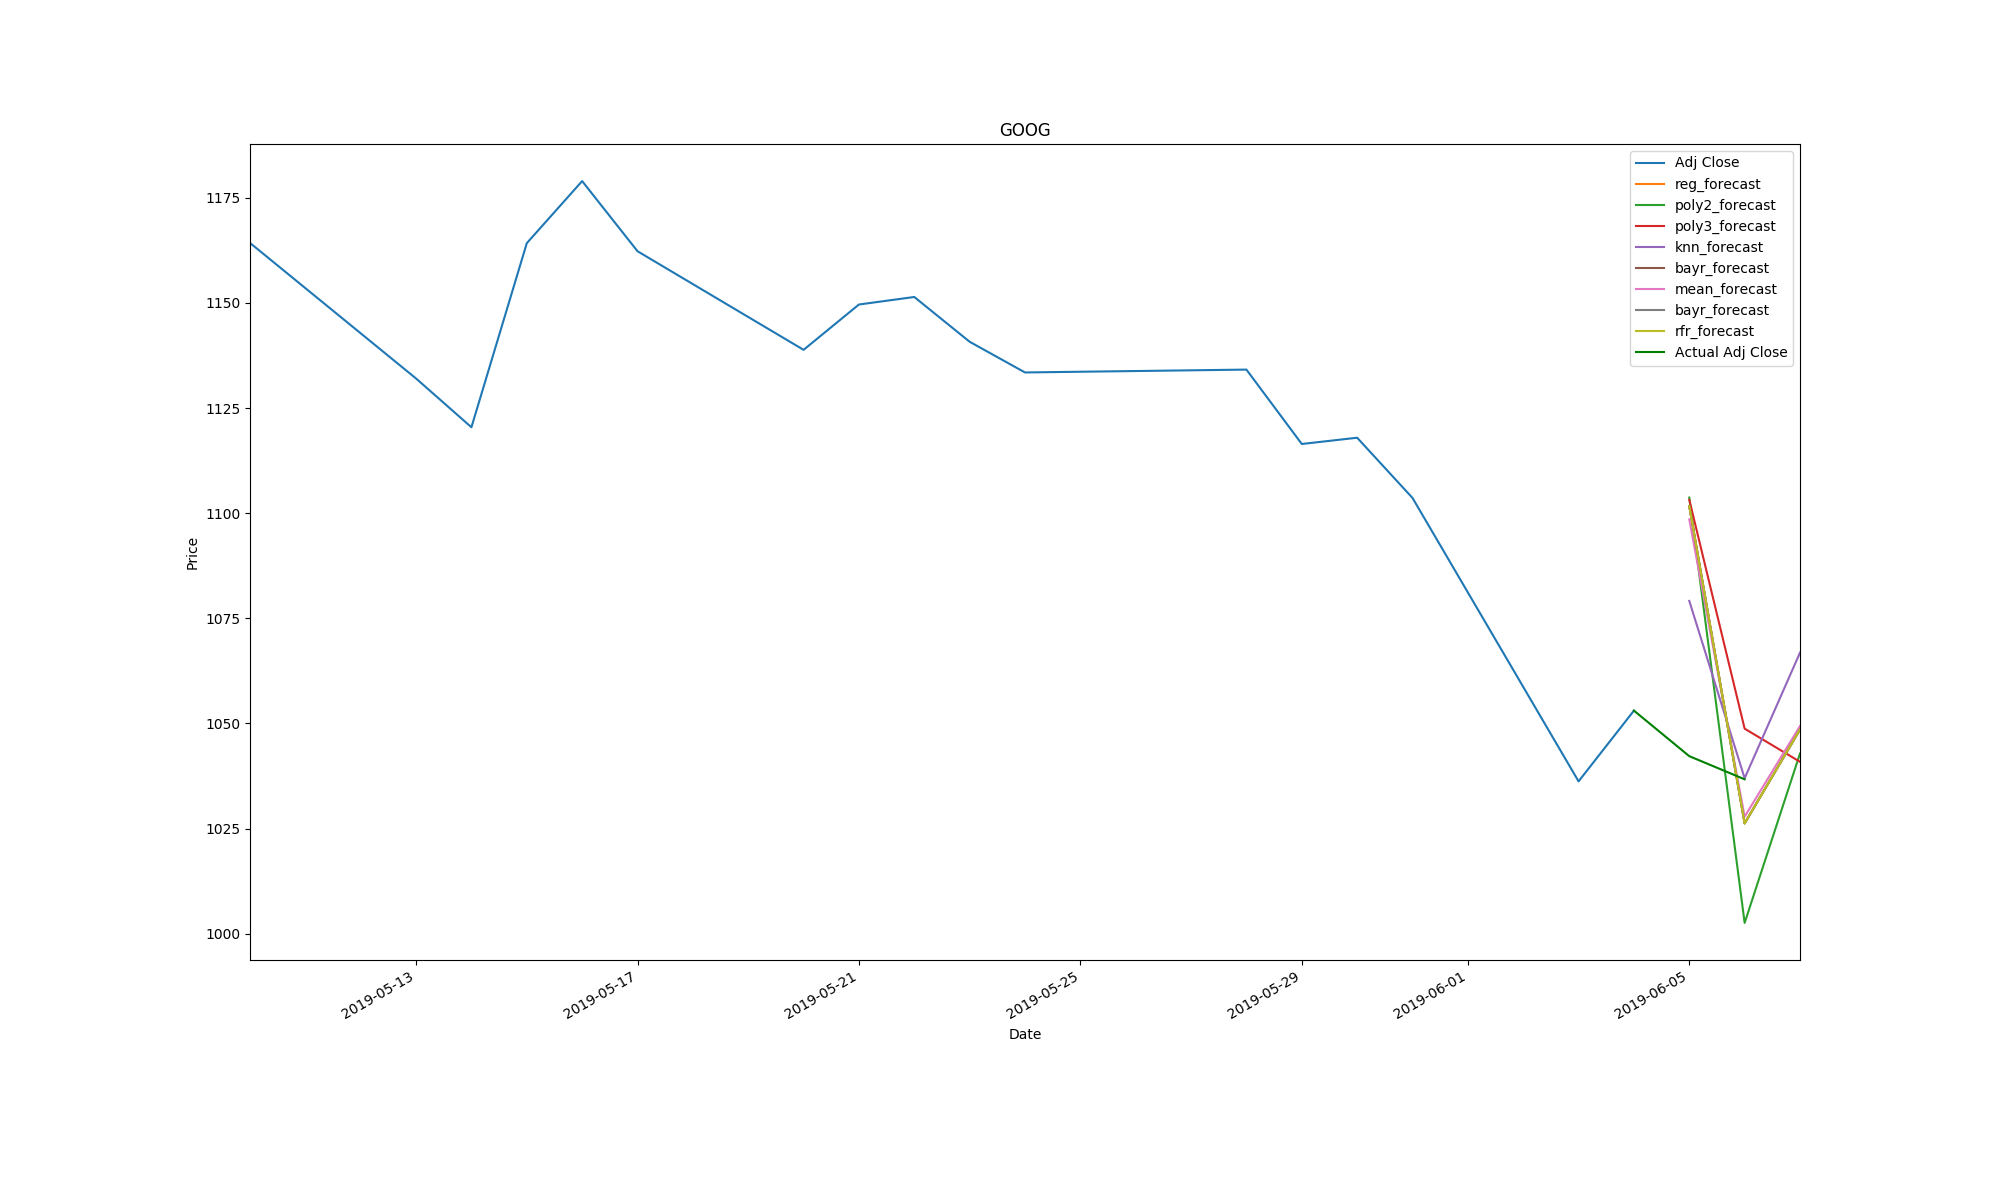 GOOG
Adj Close
reg_forecast
poly2_forecast
poly3_forecast
knn_forecast
bayr_forecast
mean_forecast
bayr_forecast
rfr_forecast
Actual Adj Close
Price
1175
1150
1125
1100
1075
1050
1025
1000
2019-05-13
2019-05-17
2019-05-21
2019-05-25
2019-05-29
2019-06-01
2019-06-05
Date